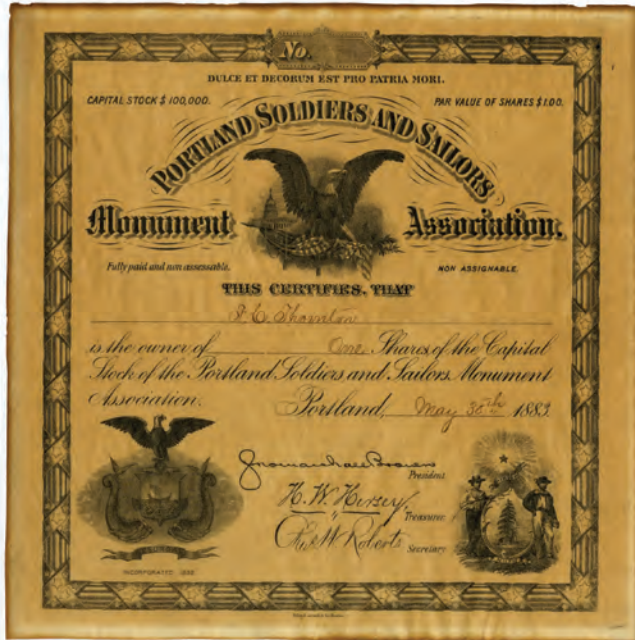 No.
DULCE ET DECORUM EST PRO PATRIA MORI.
CAPITAL STOCK $ 100,000. PAR VALUE OF SHARES $1.00.
PORTLAND SOLDIERS AND SAILORS
Monument Association.
Fully paid and non assessable. NON ASSIGNABLE.
THIS CERTIFIES, THAT
Thornton
is the owner of One Shares of the Capital
Stock of the Portland Soldiers and Sailors Monument
Association. Portland, May 30th 1889.
President
H. W. Hersey, Treasurer
Chas W Roberts Secretary
INCORPORATED